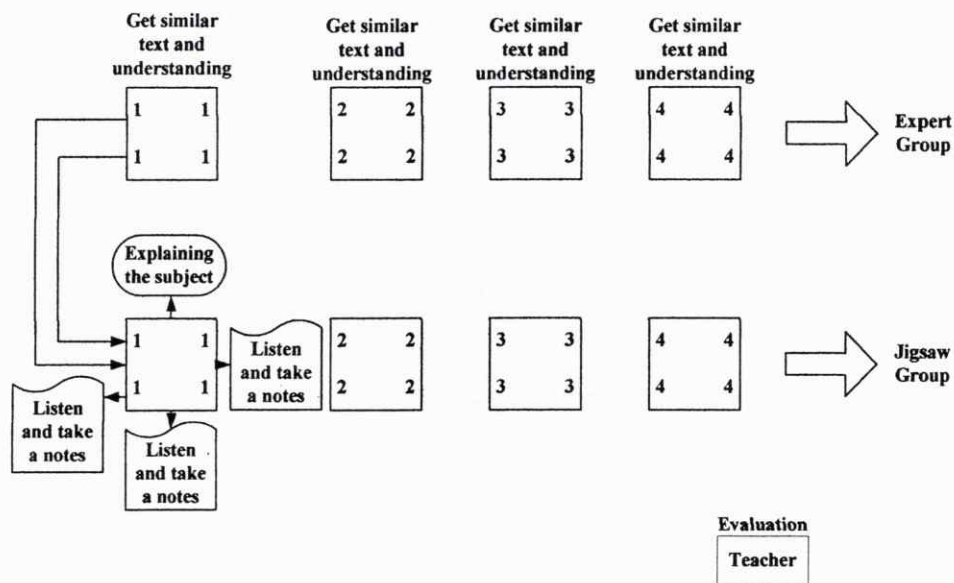 Get similar
text and
understanding
Get similar
text and
understanding
Get similar
text and
understanding
Get similar
text and
understanding
1 1
1 1
2 2
2 2
3 3
3 3
4 4
4 4
Expert
Group
Explaining
the subject
1 1
1 1
Listen
and take
a notes
Listen
and take
a notes
Listen
and take
a notes
2 2
2 2
3 3
3 3
4 4
4 4
Jigsaw
Group
Evaluation
Teacher